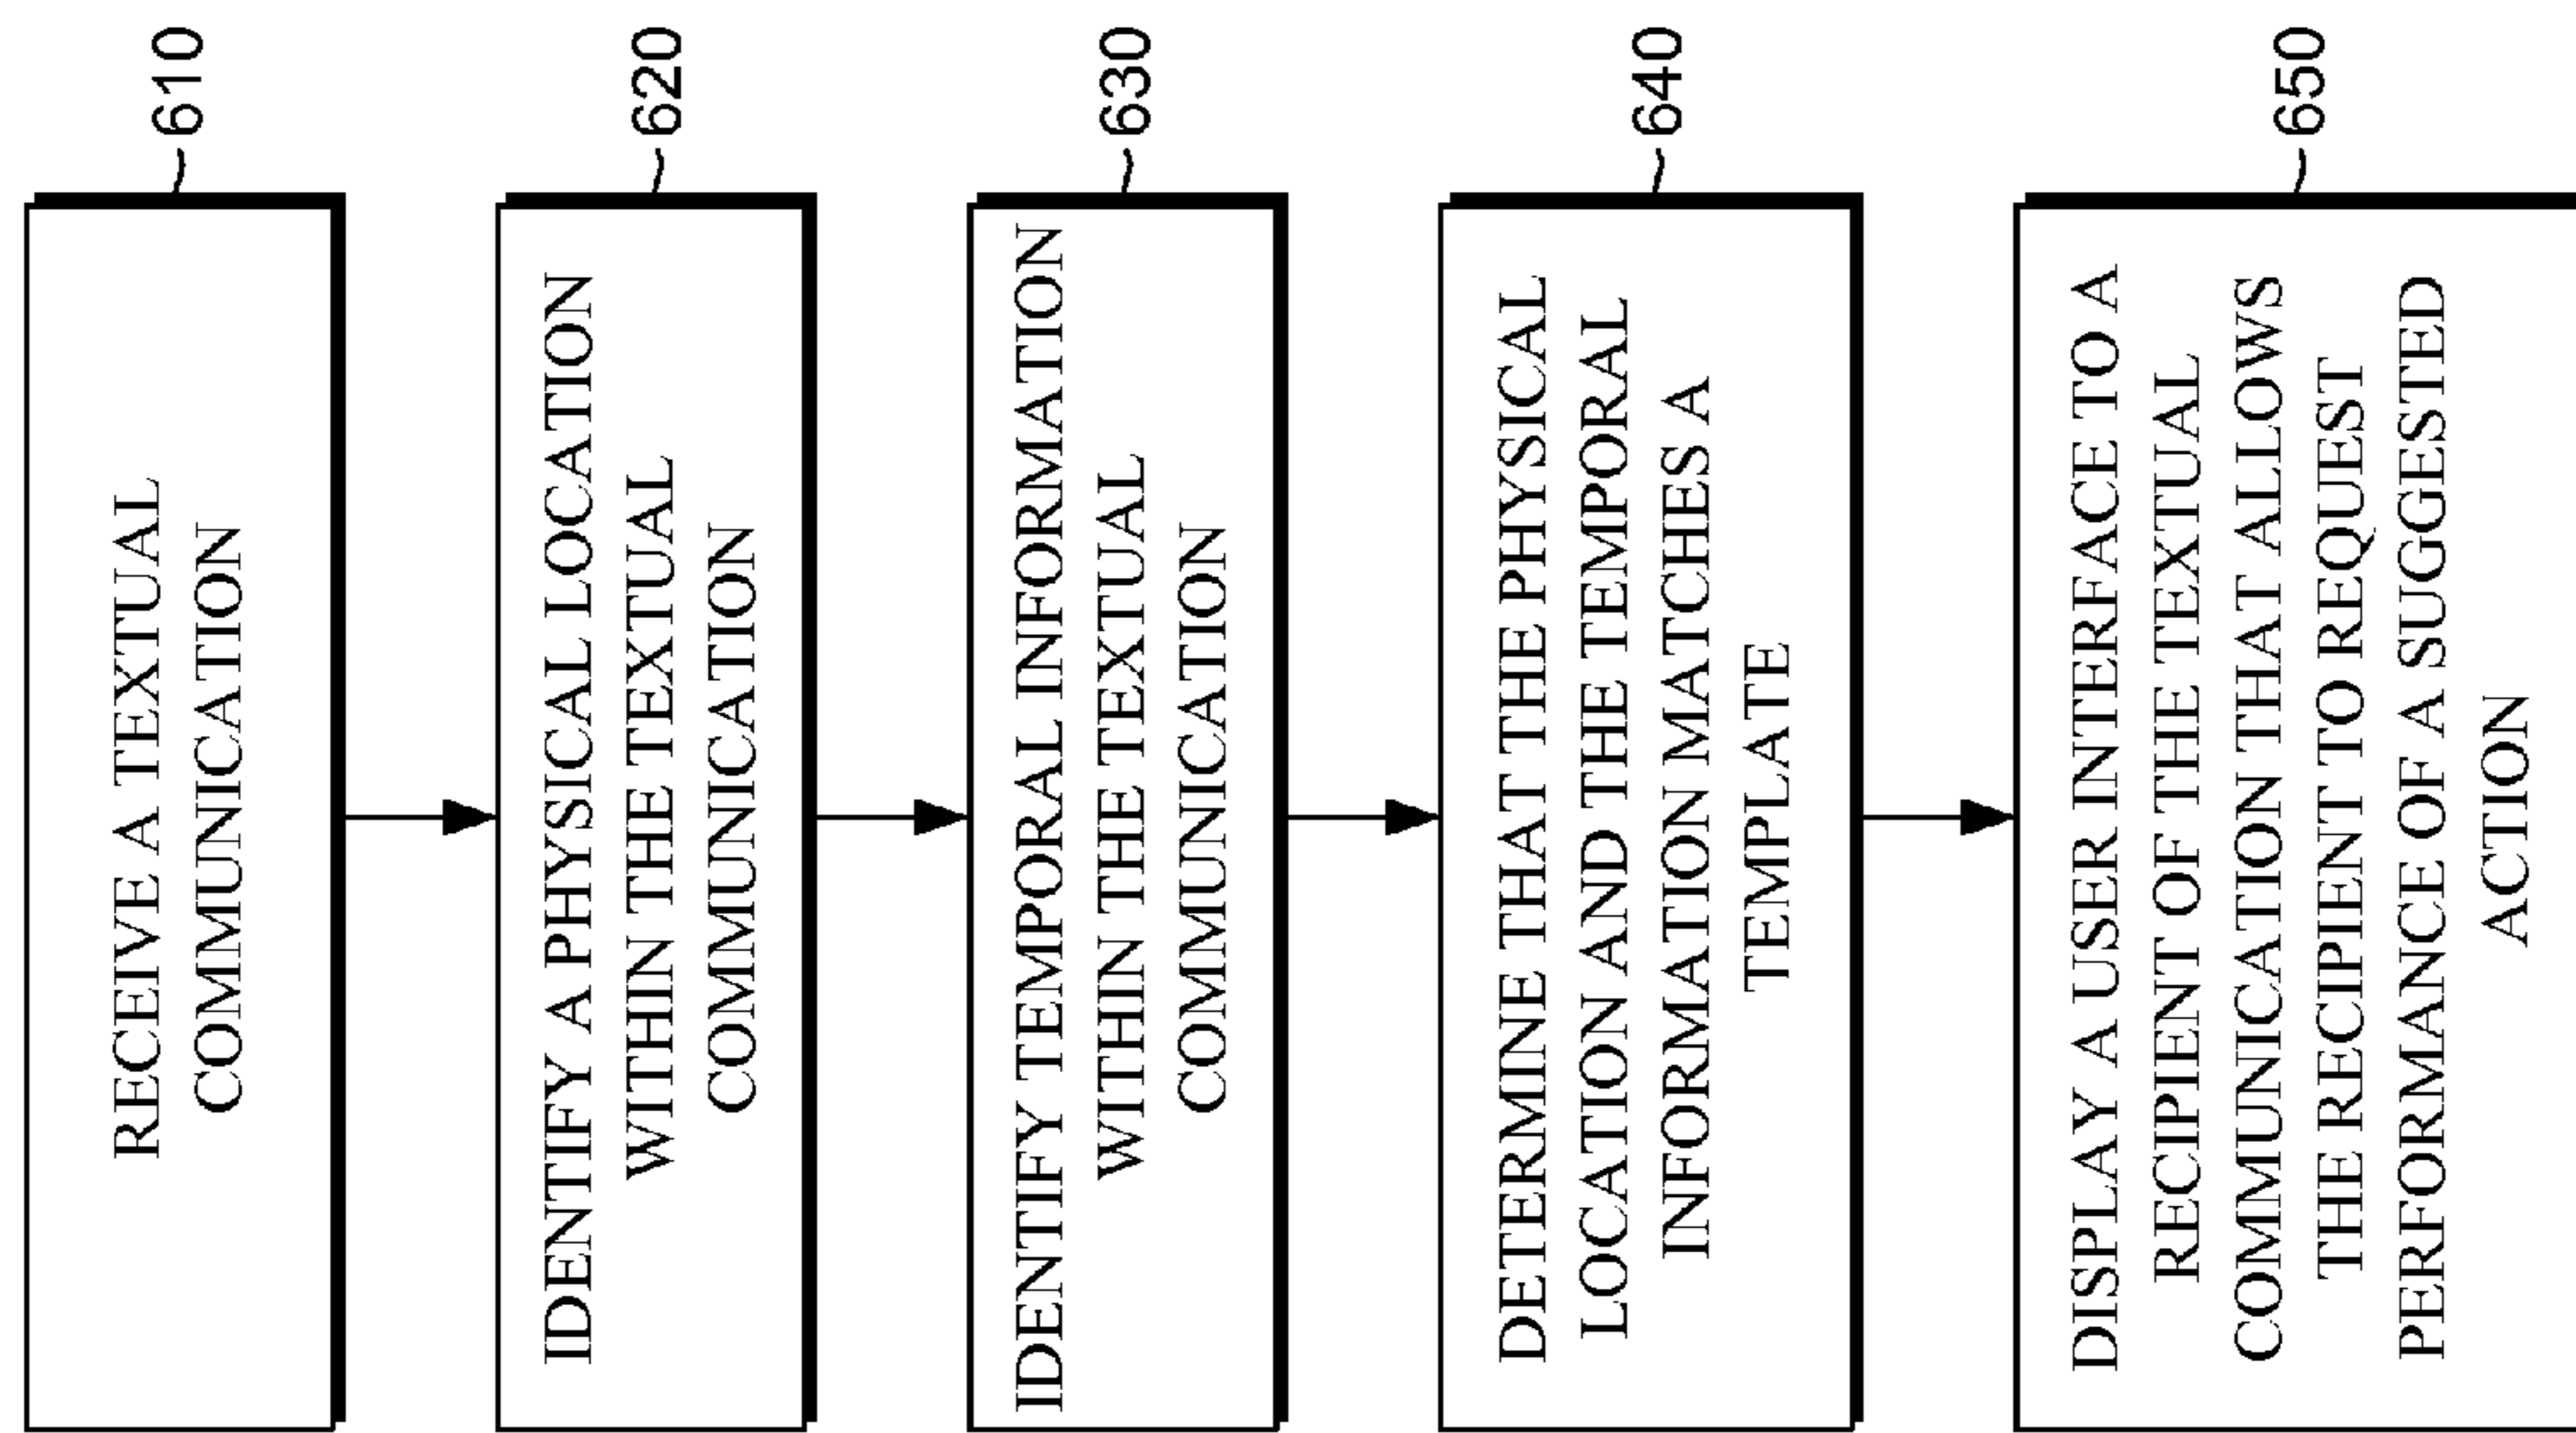 RECEIVE A TEXTUAL
COMMUNICATION
610
IDENTIFY A PHYSICAL LOCATION
WITHIN THE TEXTUAL
COMMUNICATION
620
IDENTIFY TEMPORAL INFORMATION
WITHIN THE TEXTUAL
COMMUNICATION
630
DETERMINE THAT THE PHYSICAL
LOCATION AND THE TEMPORAL
INFORMATION MATCHES A
TEMPLATE
640
DISPLAY A USER INTERFACE TO A
RECIPIENT OF THE TEXTUAL
COMMUNICATION THAT ALLOWS
THE RECIPIENT TO REQUEST
PERFORMANCE OF A SUGGESTED
ACTION
650